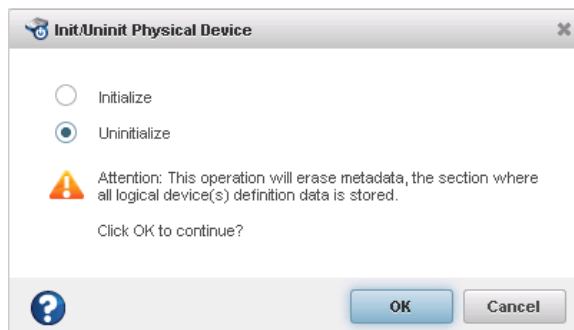 Init/Uninit Physical Device
Initialize
Uninitialize
Attention: This operation will erase metadata, the section where
all logical device(s) definition data is stored.
Click OK to continue?
?
OK
Cancel